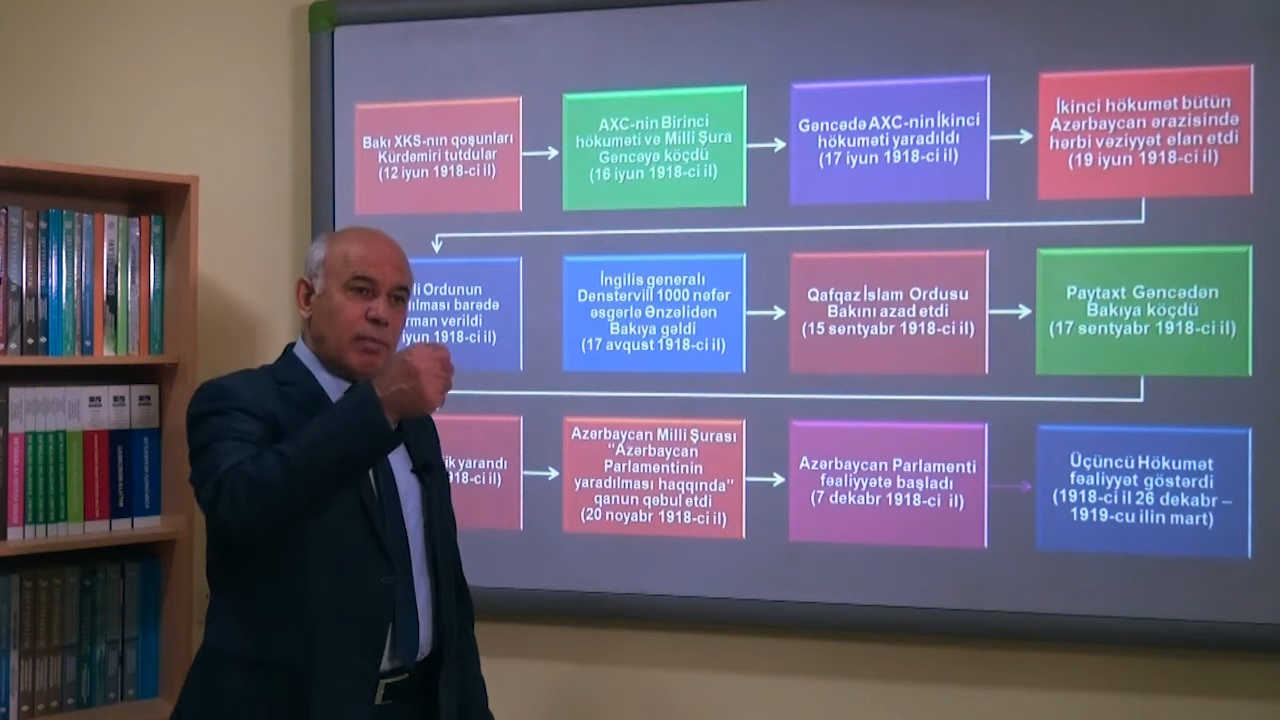 Bakı XKS-nın qoşunları
Kürdəmiri tutdular
(12 iyun 1918-ci il)
AXC-nin Birinci
hökuməti və Milli Şura
Gəncəyə köçdü
(16 iyun 1918-ci il)
Gəncədə AXC-nin İkinci
hökuməti yaradıldı
(17 iyun 1918-ci il)
İkinci hökumət bütün
Azərbaycan ərazisində
hərbi vəziyyət elan etdi
(19 iyun 1918-ci il)
Ordunun
barədə
verildi
1918-ci il)
İngilis generalı
Denstervill 1000 nəfər
əsgərlə Ənzəlidən
Bakıya gəldi
(17 avqust 1918-ci il)
Qafqaz İslam Ordusu
Bakını azad etdi
(15 sentyabr 1918-ci il)
Paytaxt Gəncədən
Bakıya köçdü
(17 sentyabr 1918-ci il)
yarandı
il)
Azərbaycan Milli Şurası
"Azərbaycan
Parlamentinin
yaradılması haqqında"
qanun qəbul etdi
(20 noyabr 1918-ci il)
Azərbaycan Parlamenti
fəaliyyətə başladı
(7 dekabr 1918-ci il)
Üçüncü Hökumət
fəaliyyət göstərdi
(1918-ci il 26 dekabr –
1919-cu ilin mart)